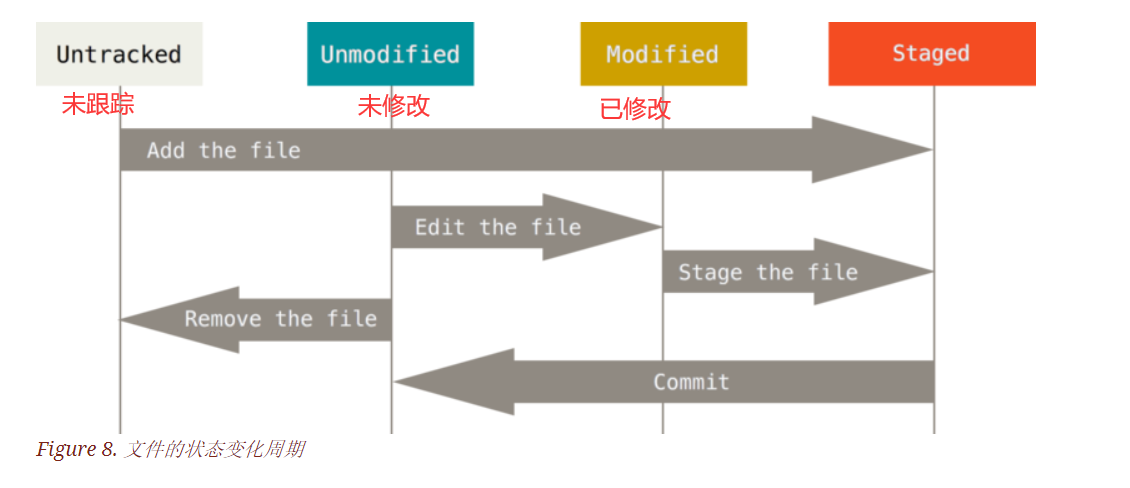 Untracked Unmodified Modified Staged
未跟踪 未修改 已修改
Add the file
Edit the file
Stage the file
Remove the file
Commit
Figure 8. 文件的状态变化周期